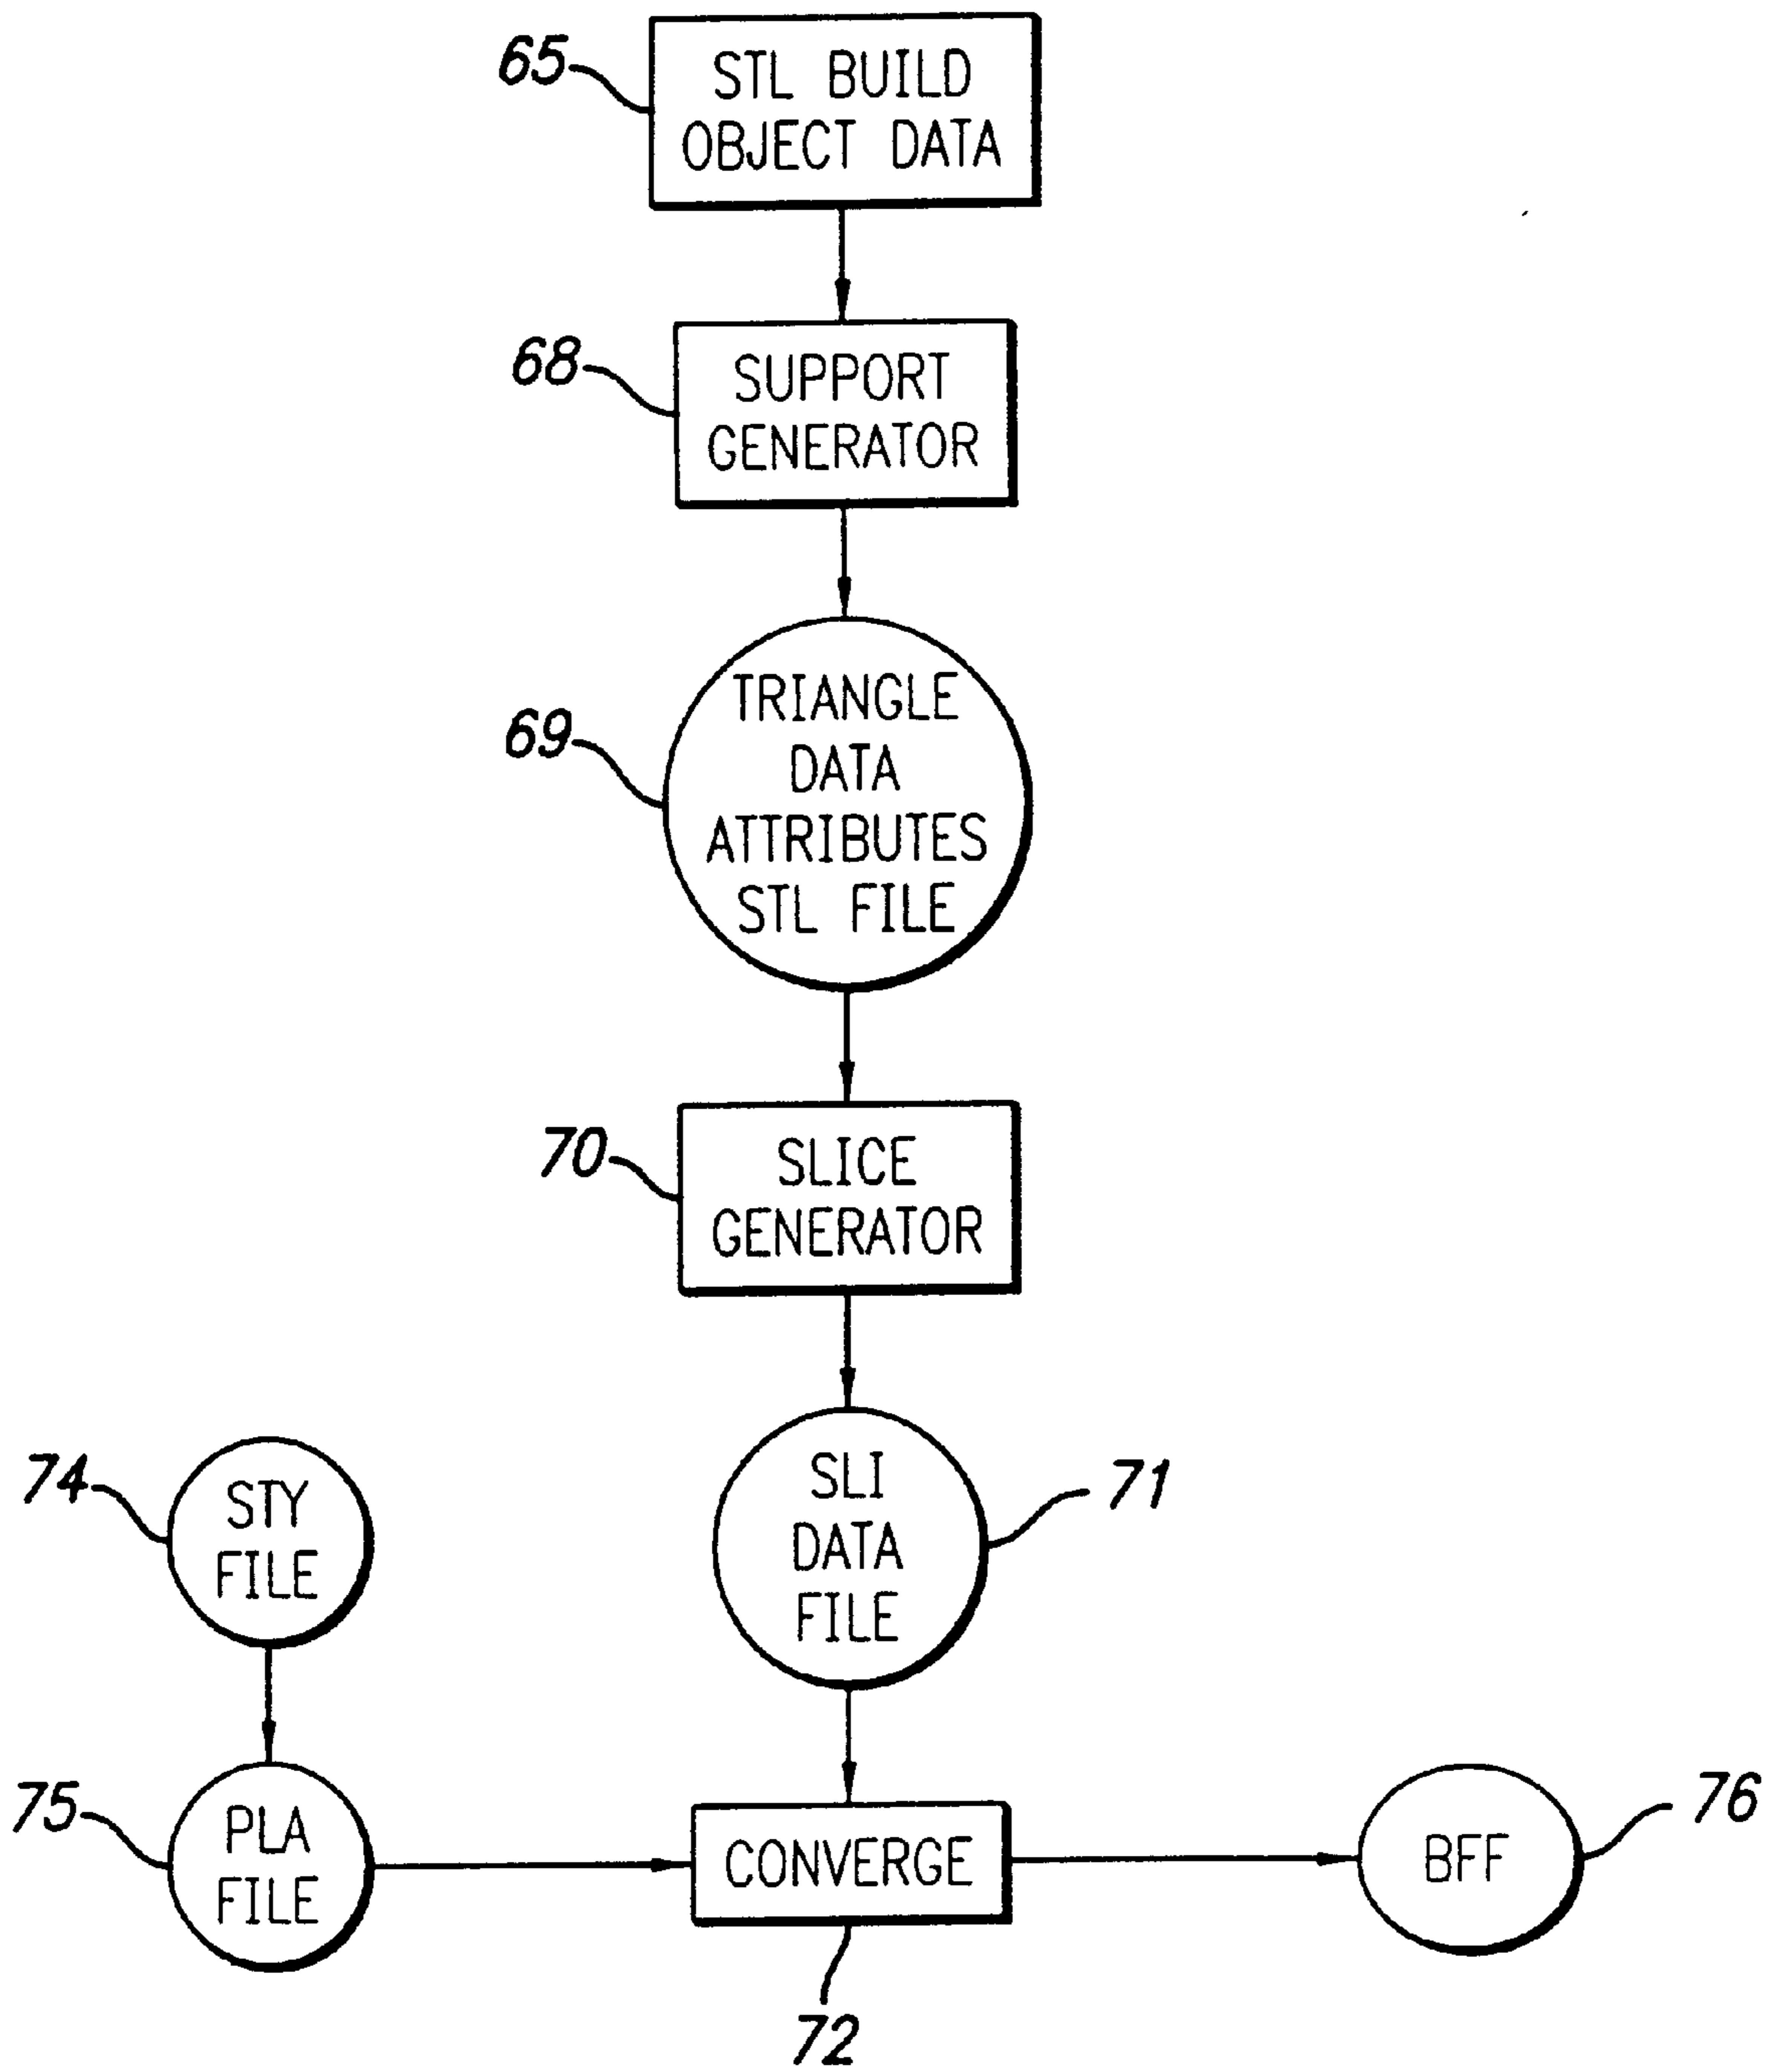 65
STL BUILD
OBJECT DATA
68
SUPPORT
GENERATOR
69
TRIANGLE
DATA
ATTRIBUTES
STL FILE
70
SLICE
GENERATOR
74
STY
FILE
SLI
DATA
FILE
71
75
PLA
FILE
CONVERGE
72
BFF
76